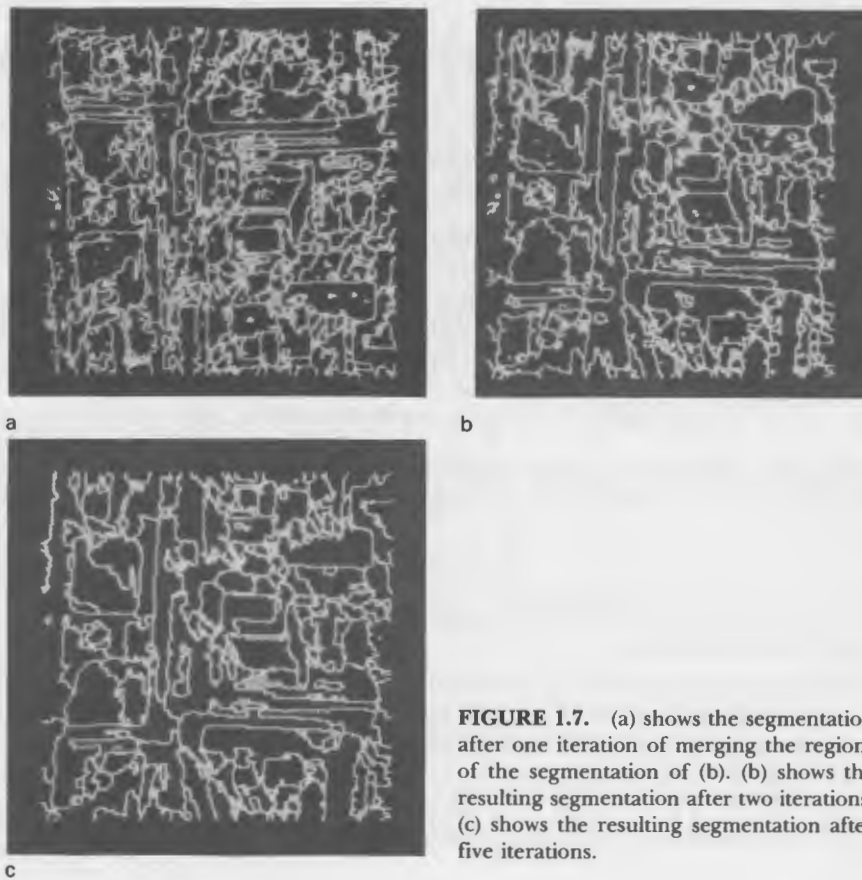 a
b
c
FIGURE 1.7. (a) shows the segmentatio
after one iteration of merging the region
of the segmentation of (b). (b) shows th
resulting segmentation after two iteration
(c) shows the resulting segmentation afte
five iterations.